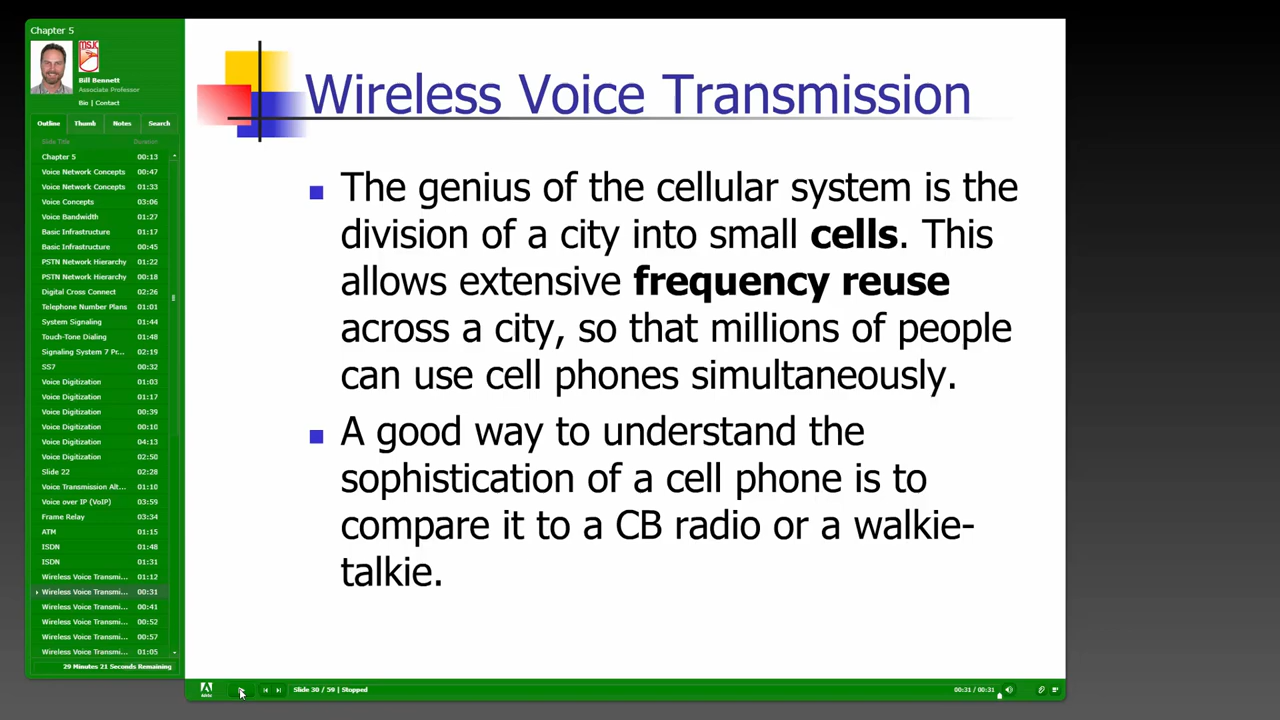 Chapter 5
MSJC
Bill Bennett
Associate Professor
Bio | Contact
Outline Thumb Notes Search
Slide Title Duration
Chapter 5 00:13
Voice Network Concepts 00:47
Voice Network Concepts 01:33
Voice Concepts 03:06
Voice Bandwidth 01:27
Basic Infrastructure 01:17
Basic Infrastructure 00:45
PSTN Network Hierarchy 01:22
PSTN Network Hierarchy 00:18
Digital Cross Connect 02:26
Telephone Number Plans 01:01
System Signaling 01:44
Touch-Tone Dialing 01:48
Signaling System 7 Pr... 02:19
SS7 00:32
Voice Digitization 01:03
Voice Digitization 01:17
Voice Digitization 00:39
Voice Digitization 00:10
Voice Digitization 04:13
Voice Digitization 02:50
Slide 22 02:28
Voice Transmission Alt... 02:10
Voice over IP (VoIP) 03:59
Frame Relay 03:34
ATM 01:15
ISDN 01:48
ISDN 01:31
Wireless Voice Transmi... 01:12
Wireless Voice Transmi... 00:31
Wireless Voice Transmi... 00:41
Wireless Voice Transmi... 00:52
Wireless Voice Transmi... 00:57
Wireless Voice Transmi... 01:05
29 Minutes 21 Seconds Remaining
Wireless Voice Transmission
The genius of the cellular system is the
division of a city into small cells. This
allows extensive frequency reuse
across a city, so that millions of people
can use cell phones simultaneously.
A good way to understand the
sophistication of a cell phone is to
compare it to a CB radio or a walkie-
talkie.
Slide 30 / 59 | Stopped
00:31 / 00:31